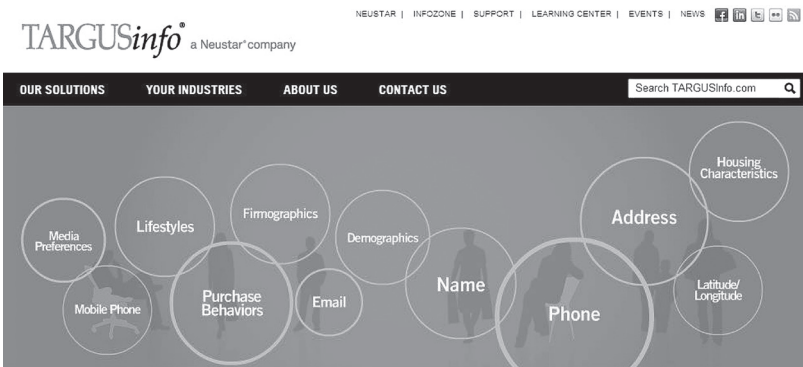 NEUSTAR | INFOZONE | SUPPORT | LEARNING CENTER | EVENTS | NEWS
TARGUSinfo® a Neustar® company
OUR SOLUTIONS YOUR INDUSTRIES ABOUT US CONTACT US Search TARGUSInfo.com
Media
Preferences
Lifestyles
Firmographics
Demographics
Address
Housing
Characteristics
Mobile Phone
Purchase
Behaviors
Email
Name
Phone
Latitude/
Longitude